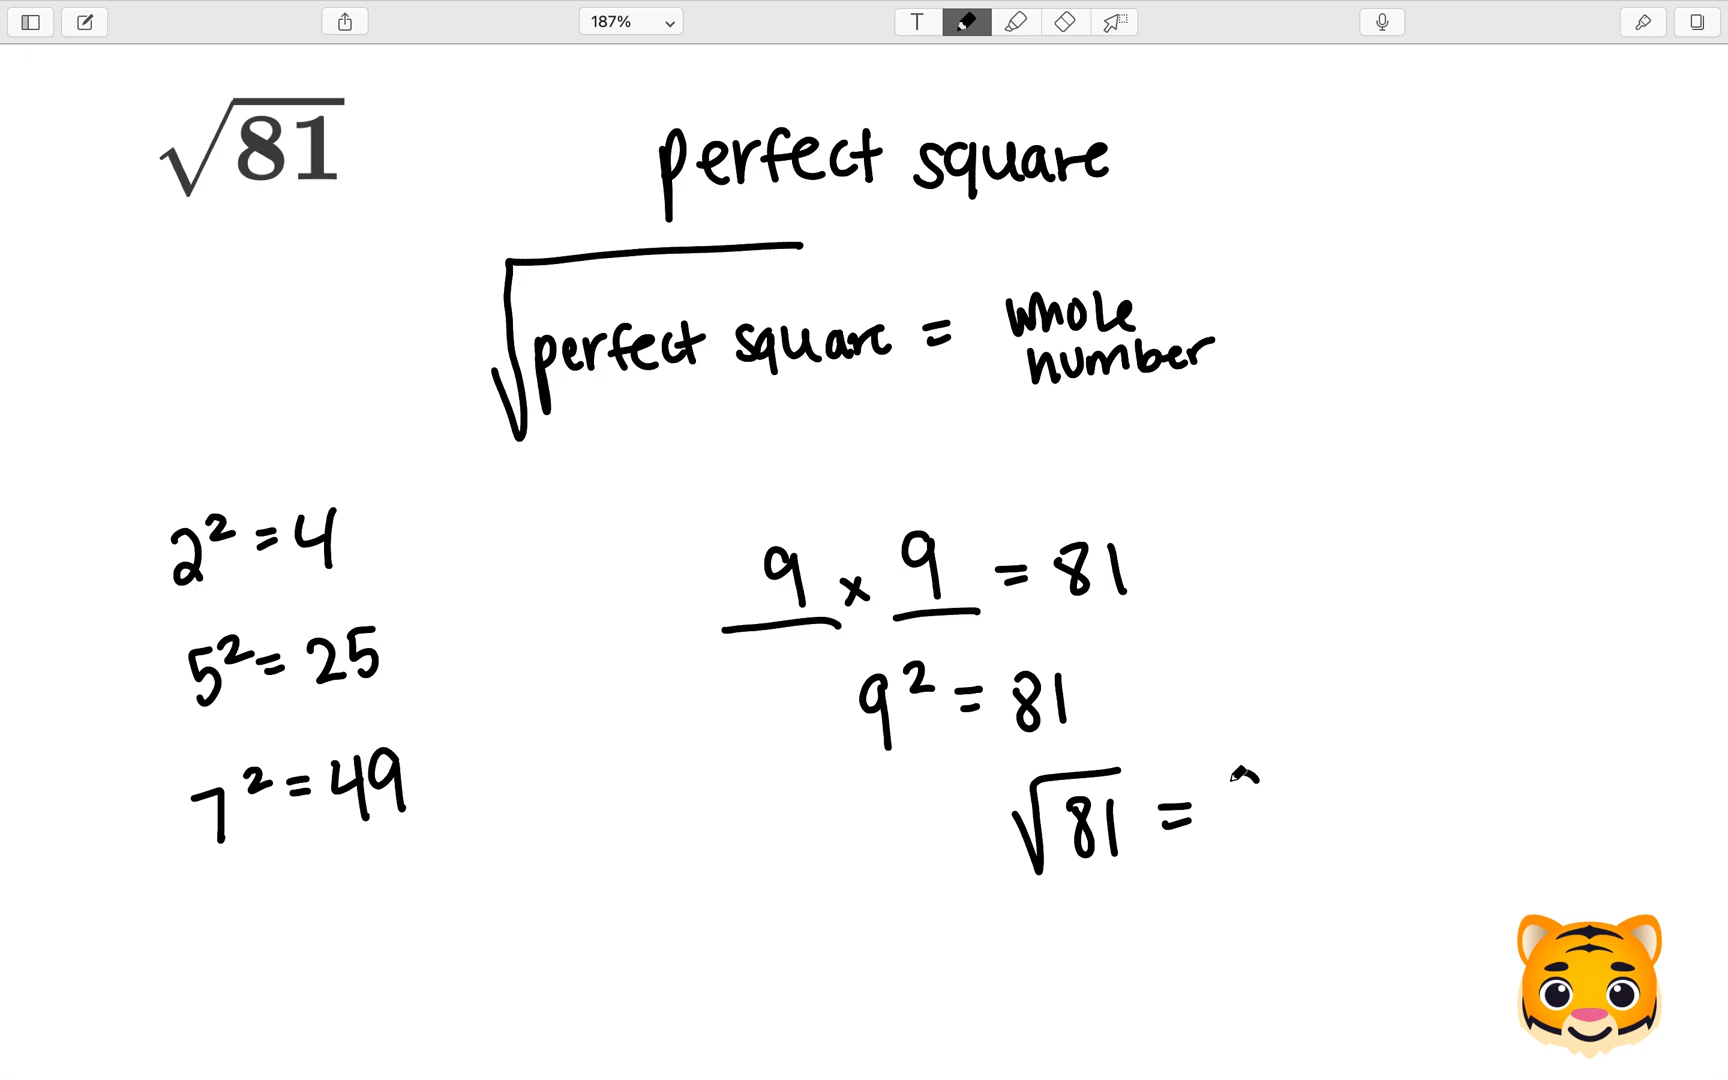 187%
T
√81
perfect square
√perfect square = whole number
2² = 4
5² = 25
7² = 49
9 x 9 = 81
9² = 81
√81 =